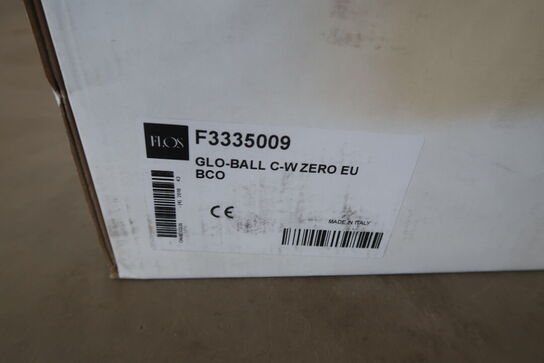 FLOS
F3335009
GLO-BALL C-W ZERO EU
BCO
CE
MADE IN ITALY